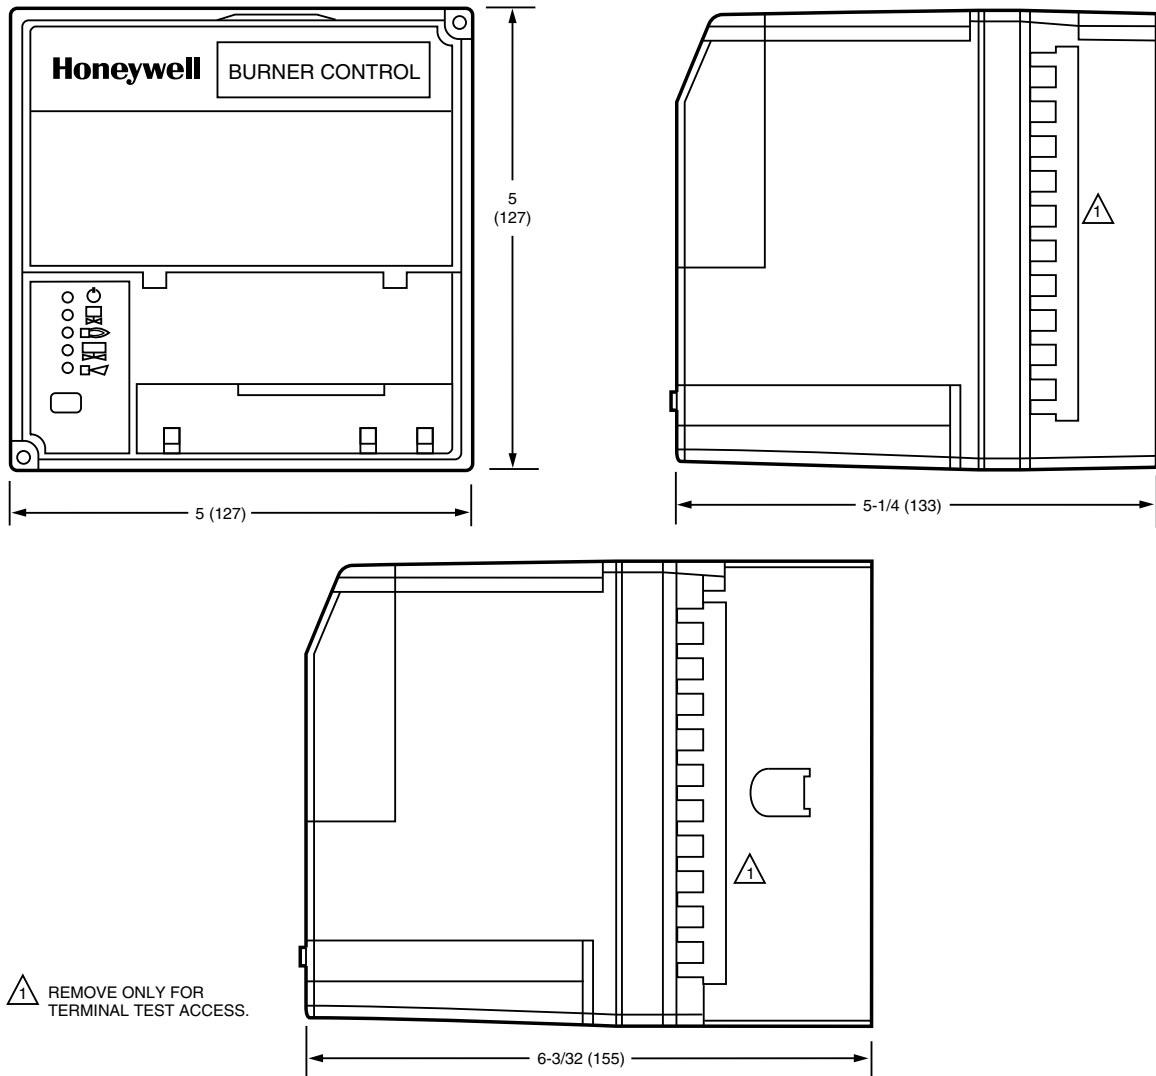 Honeywell
BURNER CONTROL
5
(127)
5 (127)
1
5-1/4 (133)
1
1
REMOVE ONLY FOR
TERMINAL TEST ACCESS.
6-3/32 (155)